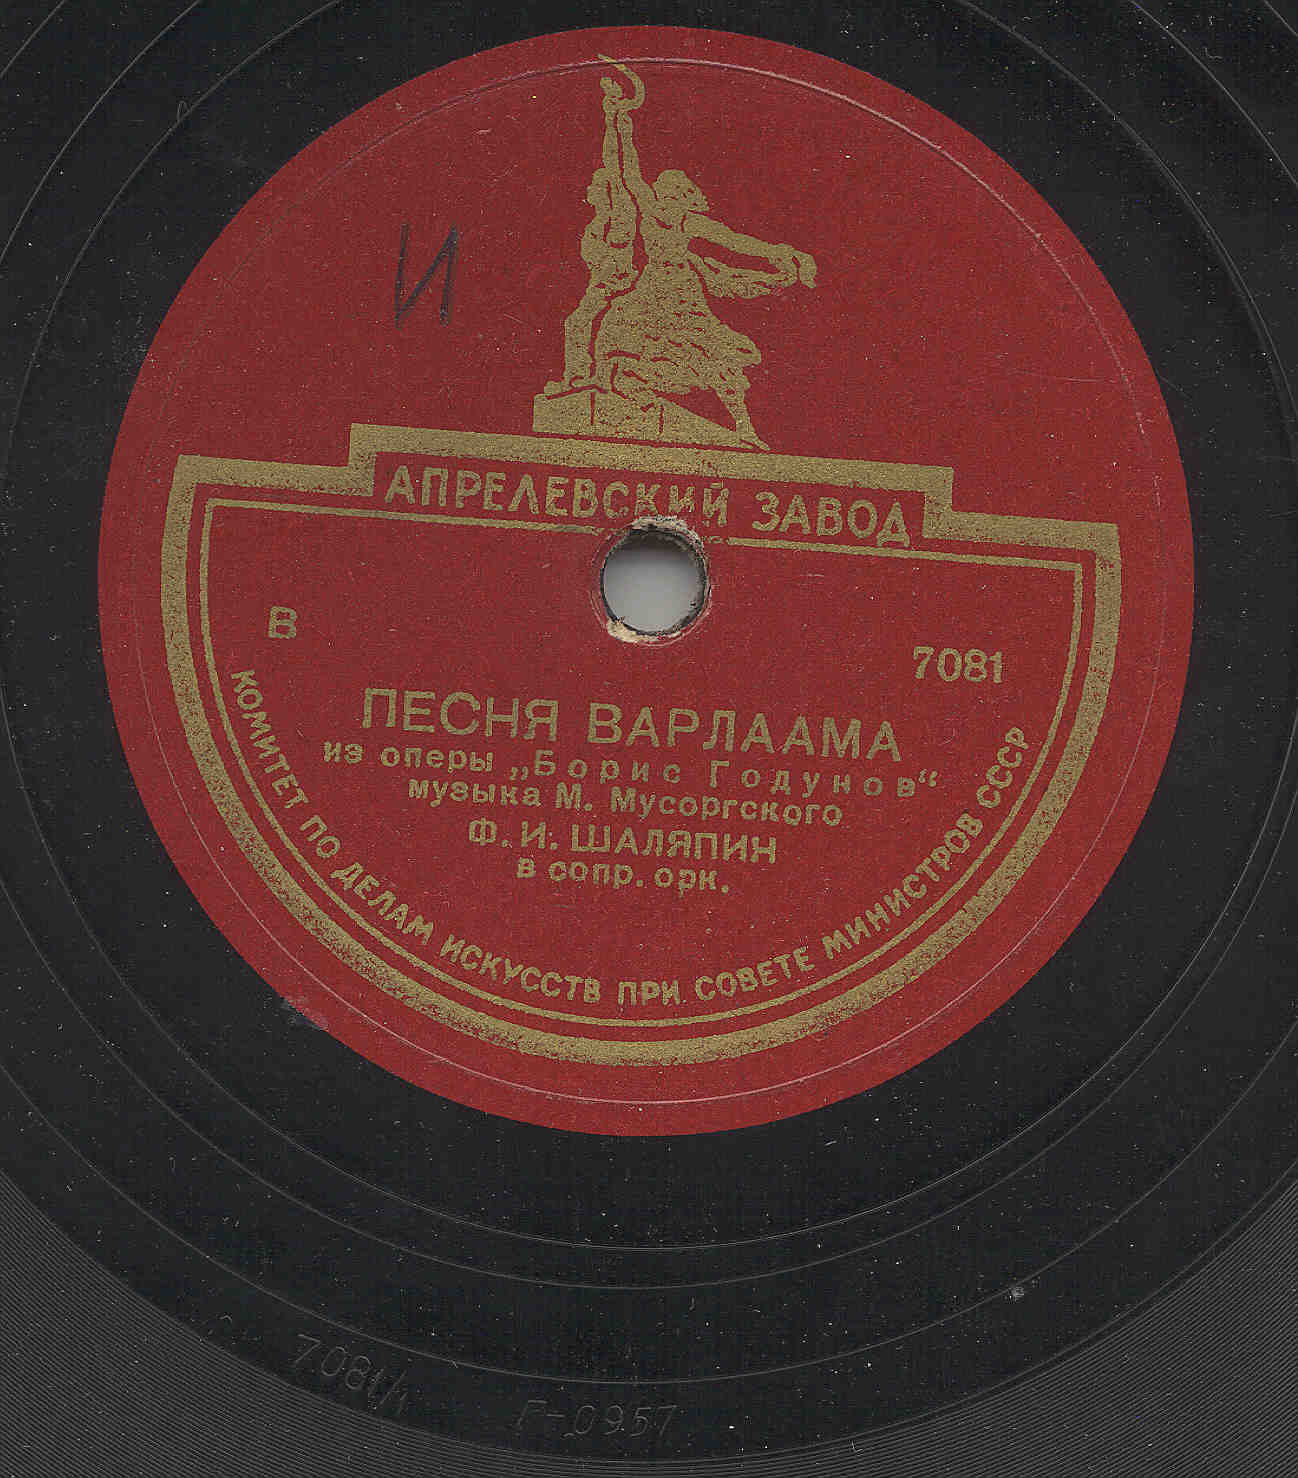 И
АПРЕЛЕВСКИЙ ЗАВОД
В
7081
ПЕСНЯ ВАРЛААМА
из оперы „Борис Годунов“
музыка М. Мусоргского
Ф. И. ШАЛЯПИН
в сопр. орк.
КОМИТЕТ ПО ДЕЛАМ ИСКУССТВ ПРИ СОВЕТЕ МИНИСТРОВ СССР
7081/1
Г-0957